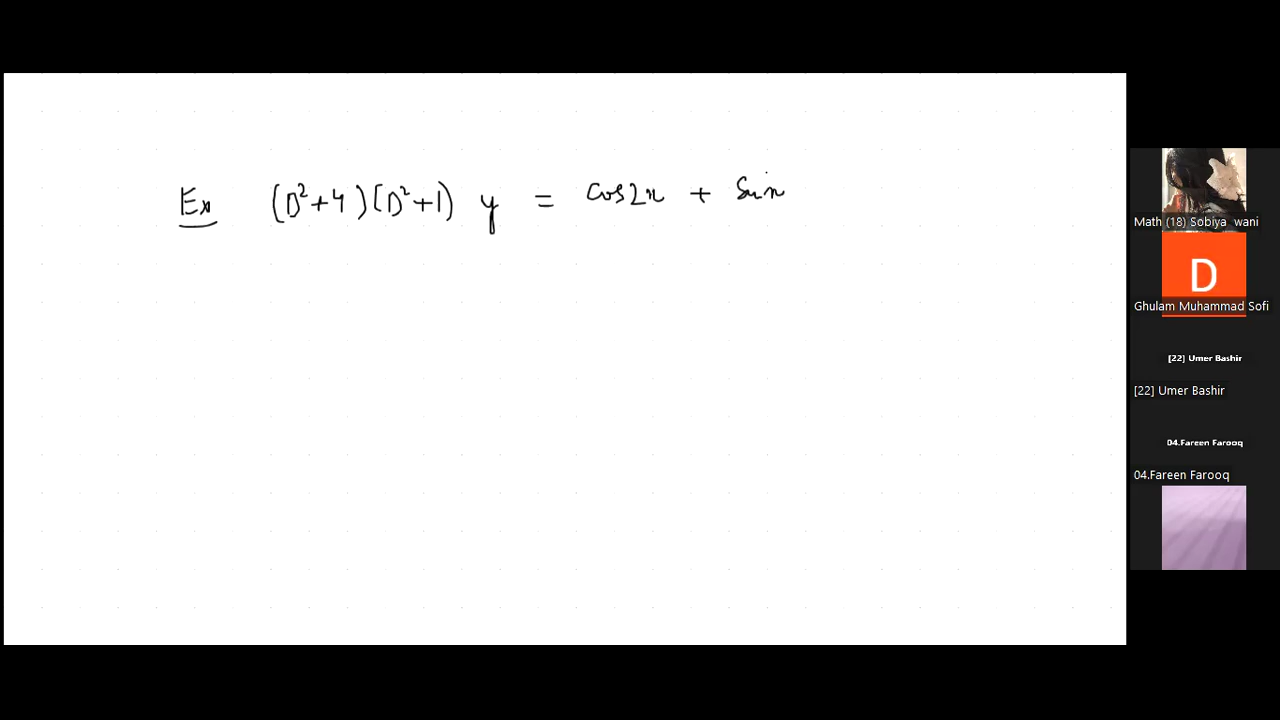 Ex (D²+4)(D²+1) y = cos2x + sinx
Math (18) Sobiya wani
D
Ghulam Muhammad Sofi
[22] Umer Bashir
[22] Umer Bashir
04.Fareen Farooq
04.Fareen Farooq